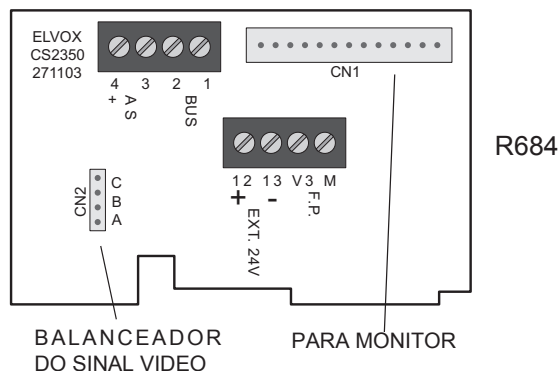 ELVOX
CS2350
271103
4 3 2 1
+ A S BUS
CN1
R684
12 13 V3 M
+ - F.P.
EXT. 24V
CN2
C
B
A
BALANCEADOR
DO SINAL VIDEO
PARA MONITOR